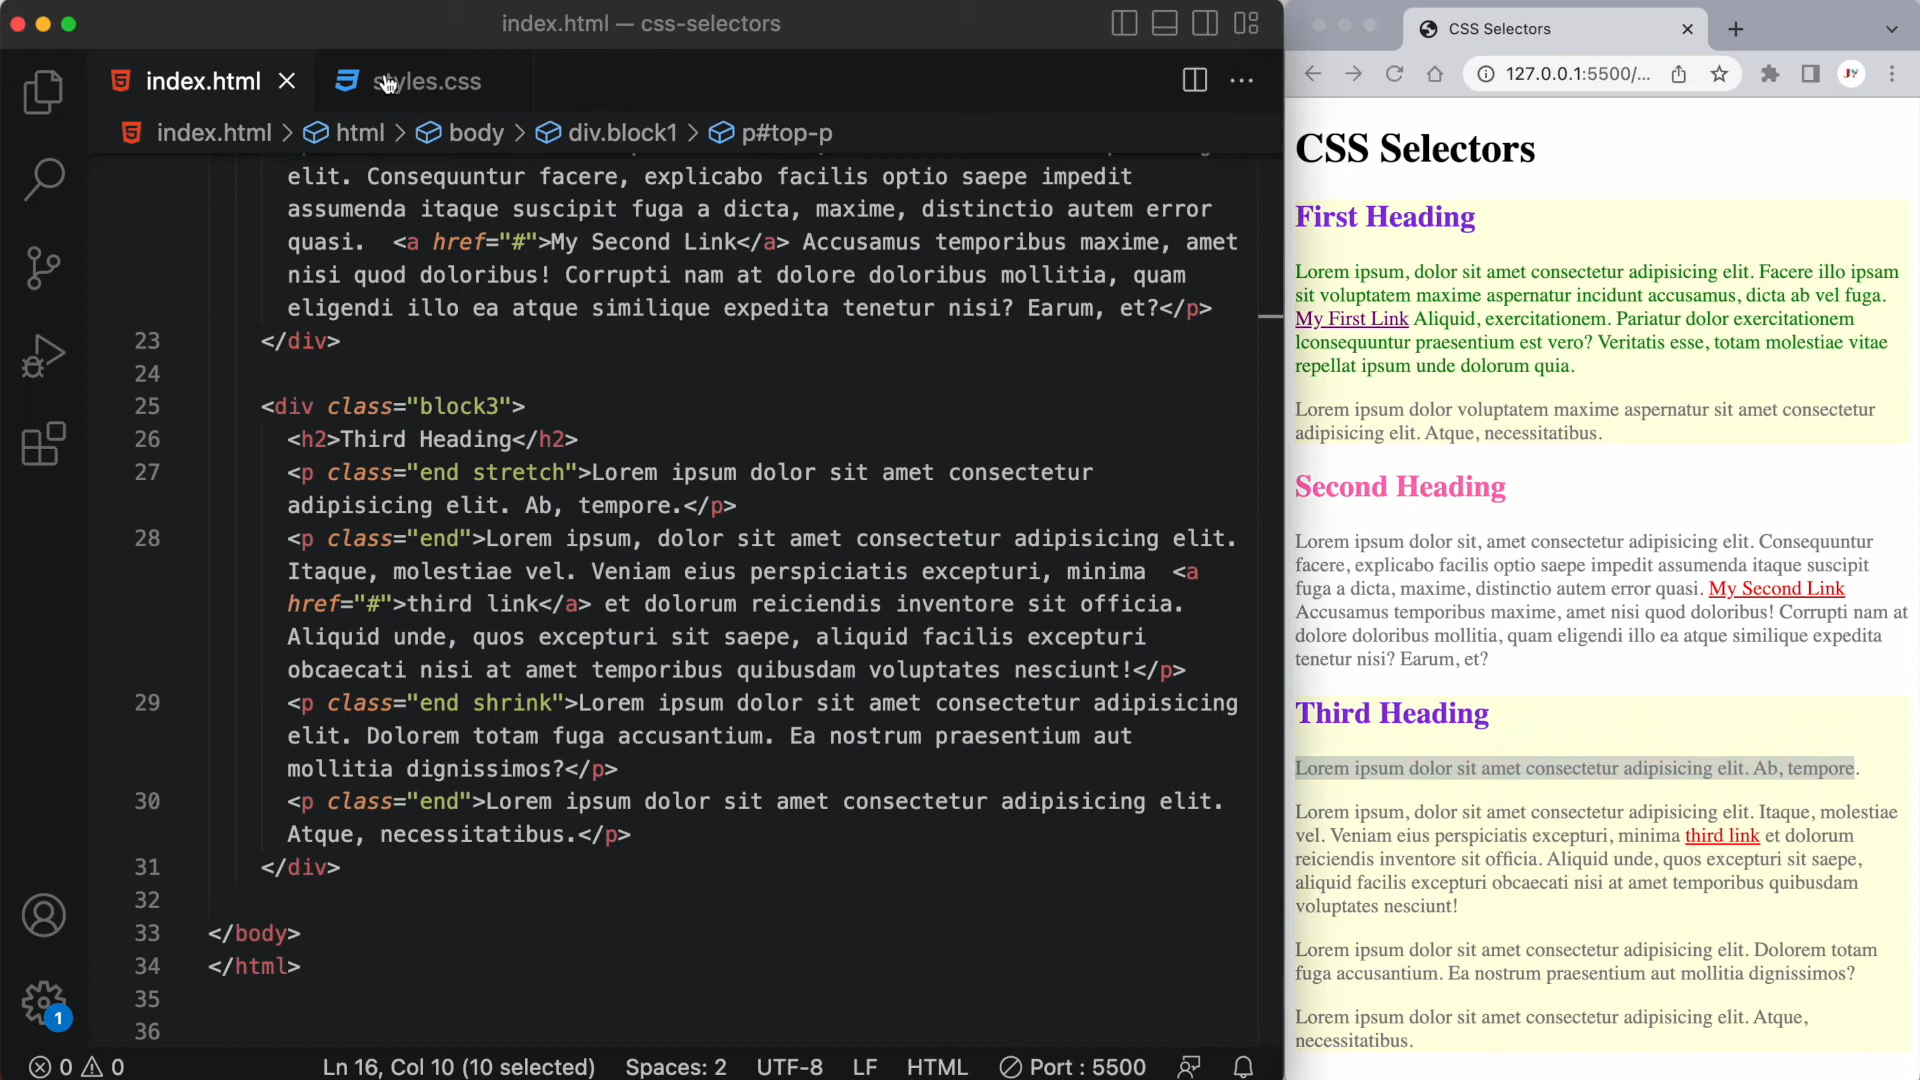 index.html — css-selectors
index.html
styles.css
index.html > html > body > div.block1 > p#top-p
elit. Consequuntur facere, explicabo facilis optio saepe impedit
assumenda itaque suscipit fuga a dicta, maxime, distinctio autem error
quasi.  <a href="#">My Second Link</a> Accusamus temporibus maxime, amet
nisi quod doloribus! Corrupti nam at dolore doloribus mollitia, quam
eligendi illo ea atque similique expedita tenetur nisi? Earum, et?</p>
23 </div>
24
25 <div class="block3">
26 <h2>Third Heading</h2>
27 <p class="end stretch">Lorem ipsum dolor sit amet consectetur
adipisicing elit. Ab, tempore.</p>
28 <p class="end">Lorem ipsum, dolor sit amet consectetur adipisicing elit.
Itaque, molestiae vel. Veniam eius perspiciatis excepturi, minima  <a
href="#">third link</a> et dolorum reiciendis inventore sit officia.
Aliquid unde, quos excepturi sit saepe, aliquid facilis excepturi
obcaecati nisi at amet temporibus quibusdam voluptates nesciunt!</p>
29 <p class="end shrink">Lorem ipsum dolor sit amet consectetur adipisicing
elit. Dolorem totam fuga accusantium. Ea nostrum praesentium aut
mollitia dignissimos?</p>
30 <p class="end">Lorem ipsum dolor sit amet consectetur adipisicing elit.
Atque, necessitatibus.</p>
31 </div>
32
33 </body>
34 </html>
35
36
1
0 0 Ln 16, Col 10 (10 selected) Spaces: 2 UTF-8 LF HTML Port : 5500
CSS Selectors
127.0.0.1:5500/...
JY
CSS Selectors
First Heading
Lorem ipsum, dolor sit amet consectetur adipisicing elit. Facere illo ipsam
sit voluptatem maxime aspernatur incidunt accusamus, dicta ab vel fuga.
My First Link Aliquid, exercitationem. Pariatur dolor exercitationem
lconsequuntur praesentium est vero? Veritatis esse, totam molestiae vitae
repellat ipsum unde dolorum quia.
Lorem ipsum dolor voluptatem maxime aspernatur sit amet consectetur
adipisicing elit. Atque, necessitatibus.
Second Heading
Lorem ipsum dolor sit, amet consectetur adipisicing elit. Consequuntur
facere, explicabo facilis optio saepe impedit assumenda itaque suscipit
fuga a dicta, maxime, distinctio autem error quasi. My Second Link
Accusamus temporibus maxime, amet nisi quod doloribus! Corrupti nam at
dolore doloribus mollitia, quam eligendi illo ea atque similique expedita
tenetur nisi? Earum, et?
Third Heading
Lorem ipsum dolor sit amet consectetur adipisicing elit. Ab, tempore.
Lorem ipsum, dolor sit amet consectetur adipisicing elit. Itaque, molestiae
vel. Veniam eius perspiciatis excepturi, minima third link et dolorum
reiciendis inventore sit officia. Aliquid unde, quos excepturi sit saepe,
aliquid facilis excepturi obcaecati nisi at amet temporibus quibusdam
voluptates nesciunt!
Lorem ipsum dolor sit amet consectetur adipisicing elit. Dolorem totam
fuga accusantium. Ea nostrum praesentium aut mollitia dignissimos?
Lorem ipsum dolor sit amet consectetur adipisicing elit. Atque,
necessitatibus.